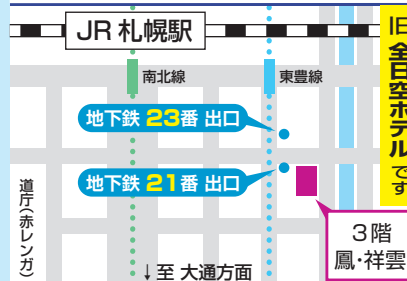 JR 札幌駅
南北線
東豊線
旧
全日空ホテル
です
地下鉄 23番 出口
地下鉄 21番 出口
道庁(赤レンガ)
3階
鳳・祥雲
↓至 大通方面